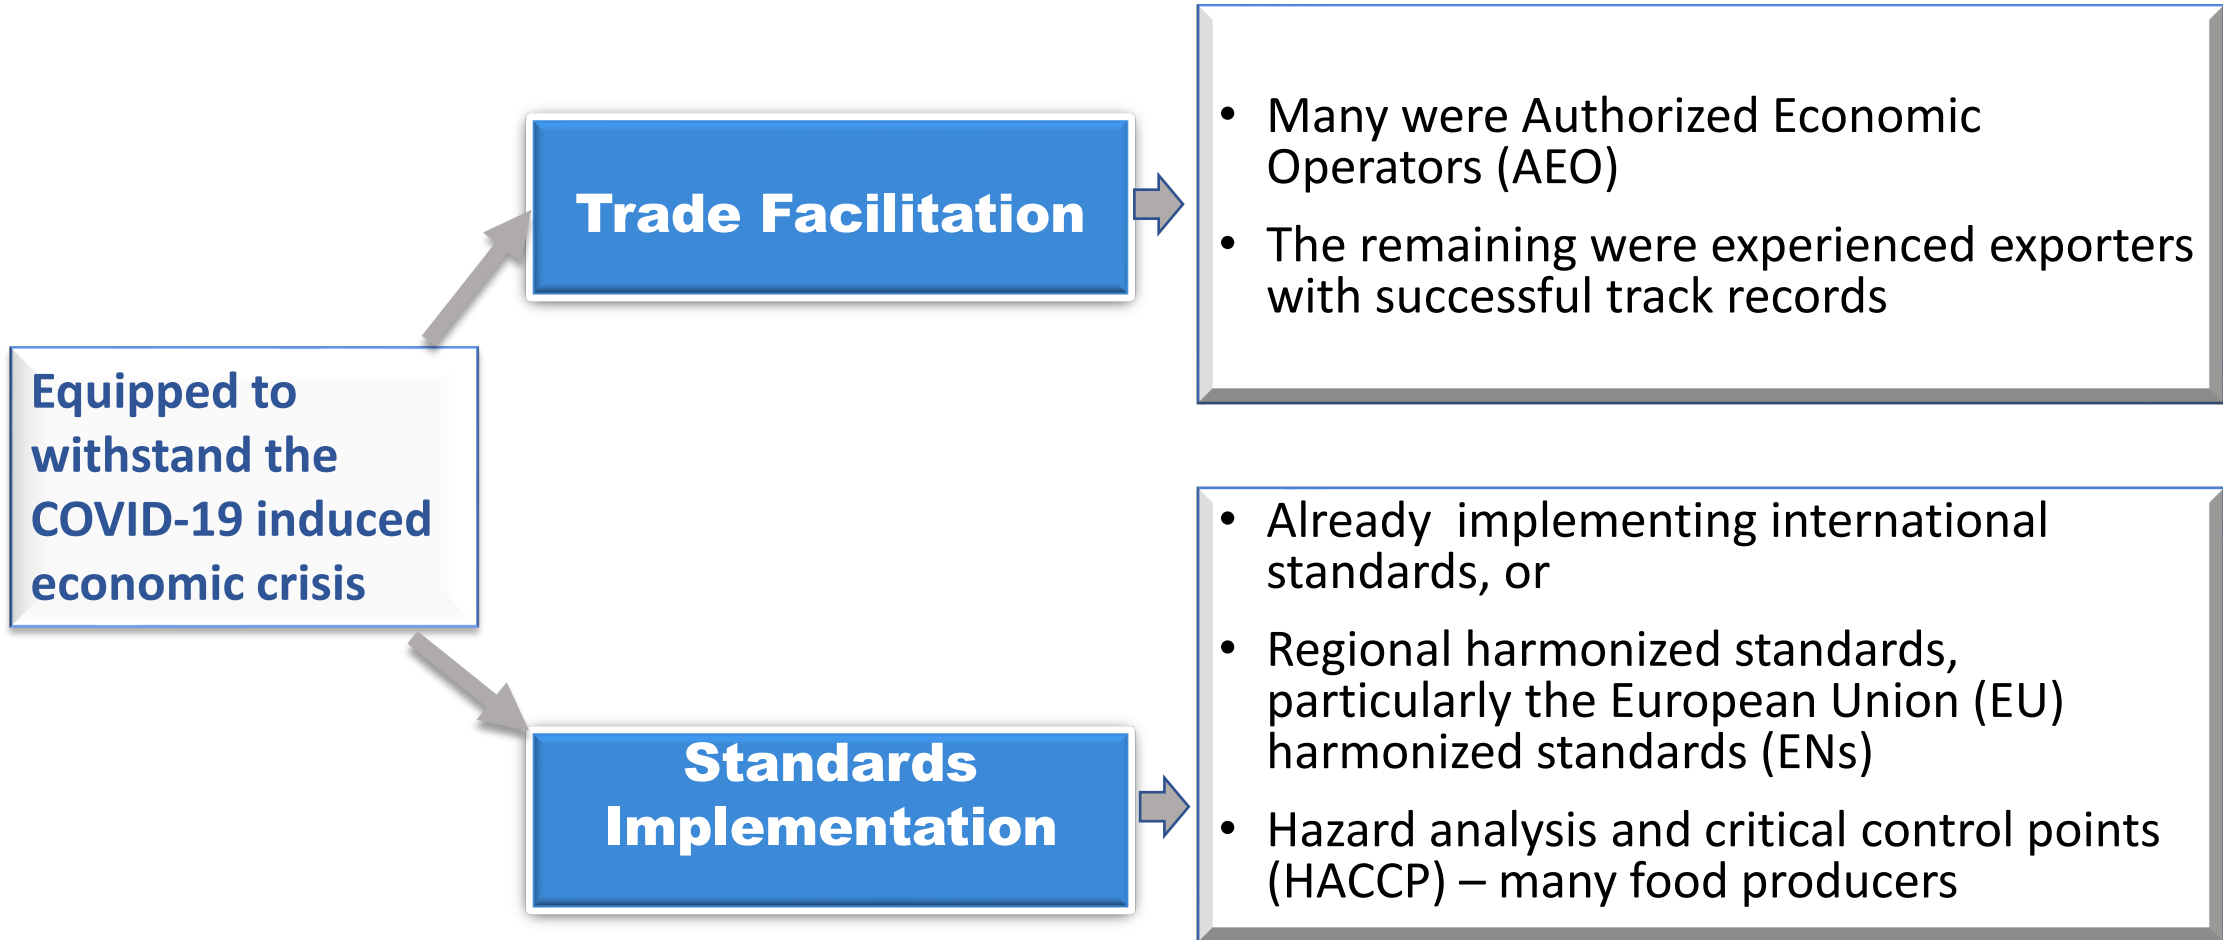 Equipped to
withstand the
COVID-19 induced
economic crisis
Trade Facilitation
• Many were Authorized Economic
Operators (AEO)
• The remaining were experienced exporters
with successful track records
Standards
Implementation
• Already  implementing international
standards, or
• Regional harmonized standards,
particularly the European Union (EU)
harmonized standards (ENs)
• Hazard analysis and critical control points
(HACCP) – many food producers